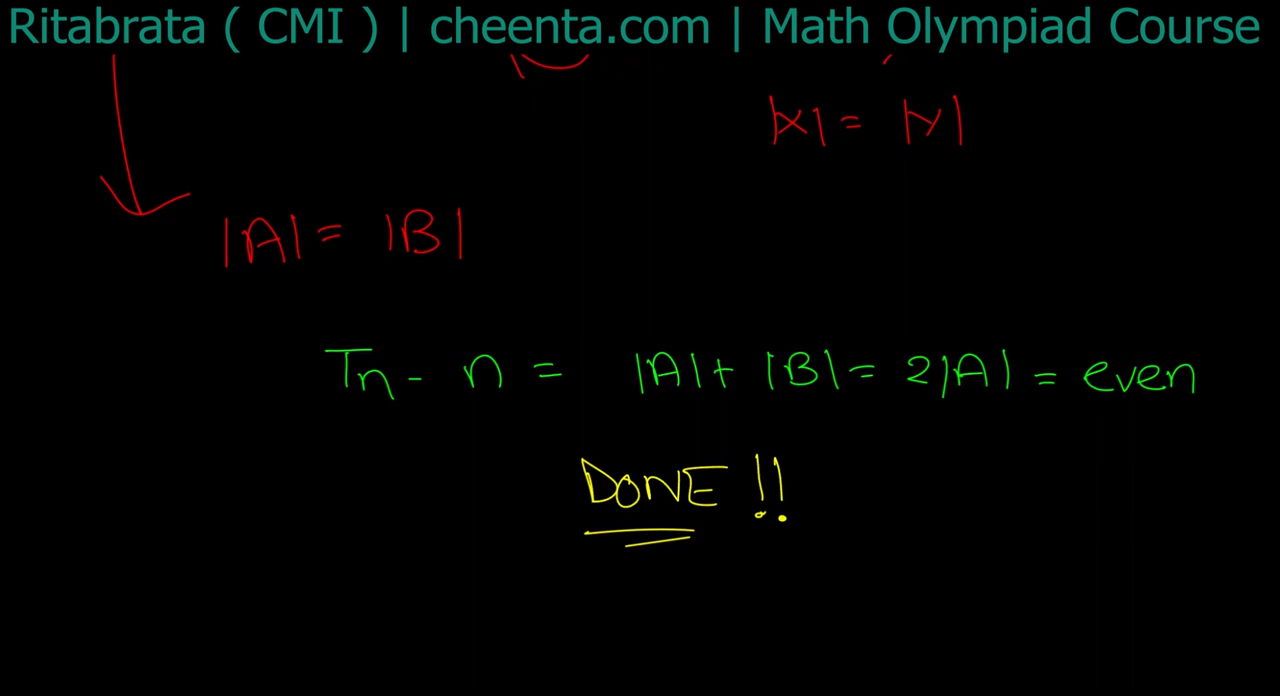 Ritabrata ( CMI ) | cheenta.com | Math Olympiad Course
|X| = |Y|
|A| = |B|
Tn - n = |A| + |B| = 2|A| = even
DONE !!